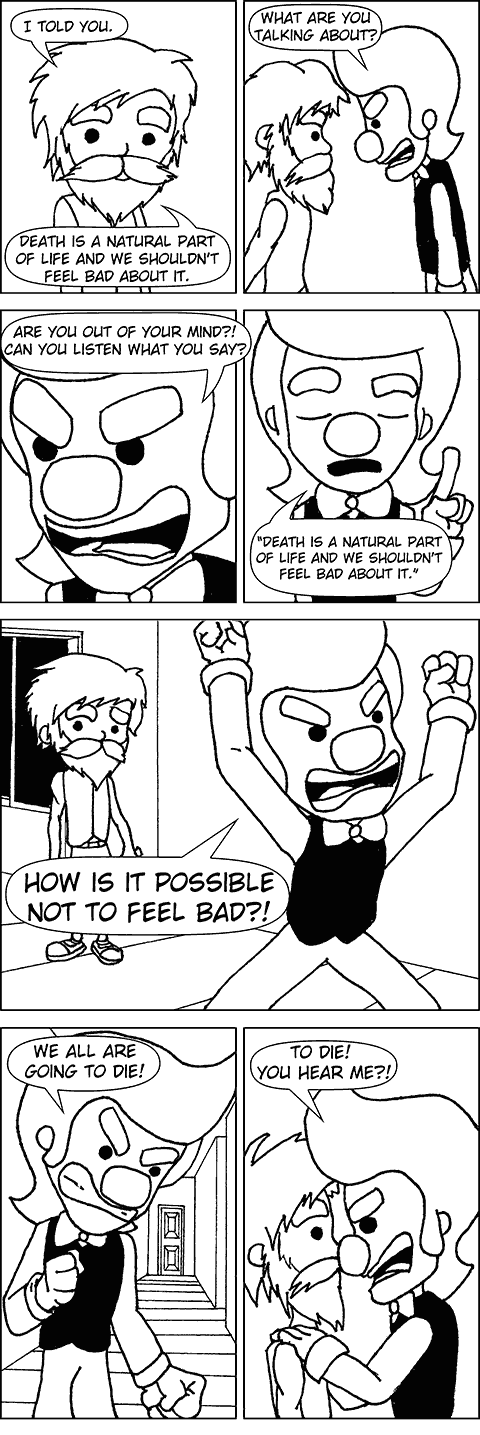 I TOLD YOU.
DEATH IS A NATURAL PART
OF LIFE AND WE SHOULDN'T
FEEL BAD ABOUT IT.
WHAT ARE YOU
TALKING ABOUT?
ARE YOU OUT OF YOUR MIND?!
CAN YOU LISTEN WHAT YOU SAY?
"DEATH IS A NATURAL PART
OF LIFE AND WE SHOULDN'T
FEEL BAD ABOUT IT."
HOW IS IT POSSIBLE
NOT TO FEEL BAD?!
WE ALL ARE
GOING TO DIE!
TO DIE!
YOU HEAR ME?!